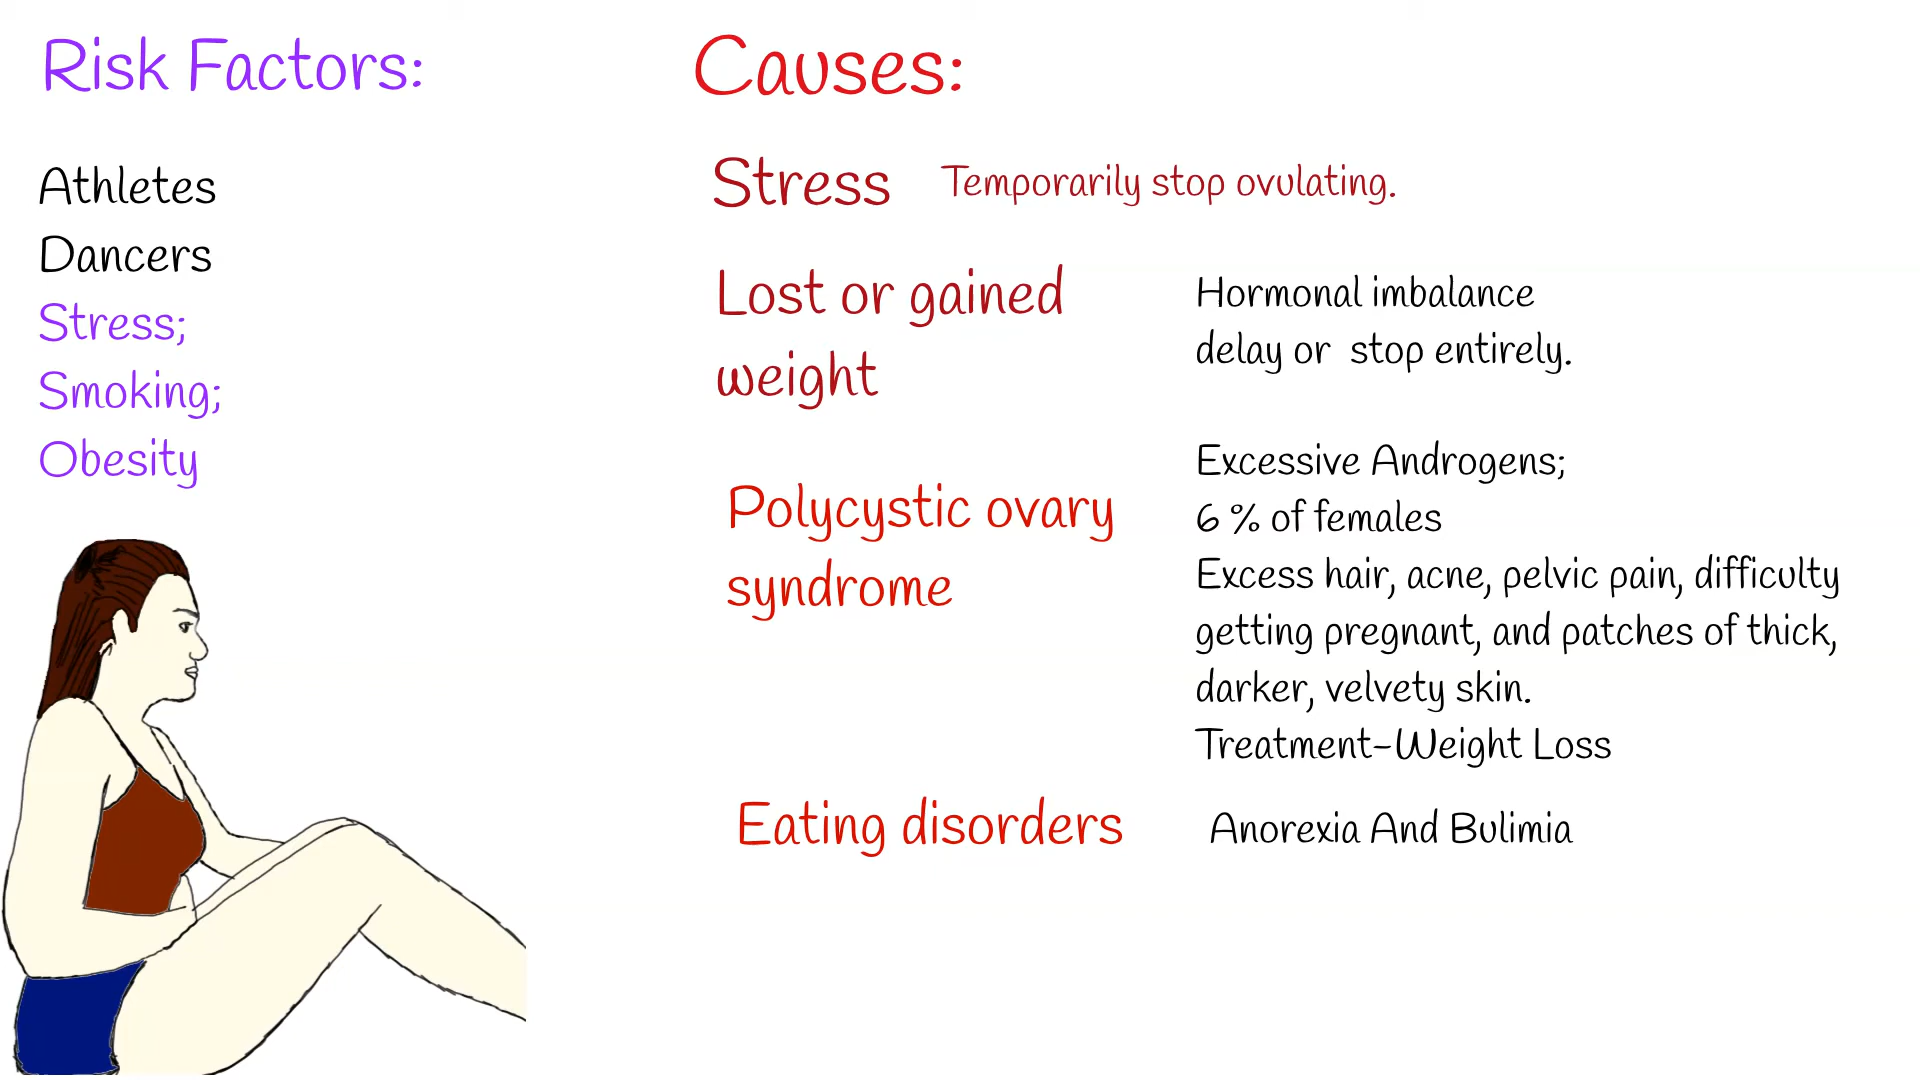 Risk Factors:
Athletes
Dancers
Stress;
Smoking;
Obesity
Causes:
Stress Temporarily stop ovulating.
Lost or gained
weight
Hormonal imbalance
delay or stop entirely.
Polycystic ovary
syndrome
Excessive Androgens;
6 % of females
Excess hair, acne, pelvic pain, difficulty
getting pregnant, and patches of thick,
darker, velvety skin.
Treatment-Weight Loss
Eating disorders Anorexia And Bulimia